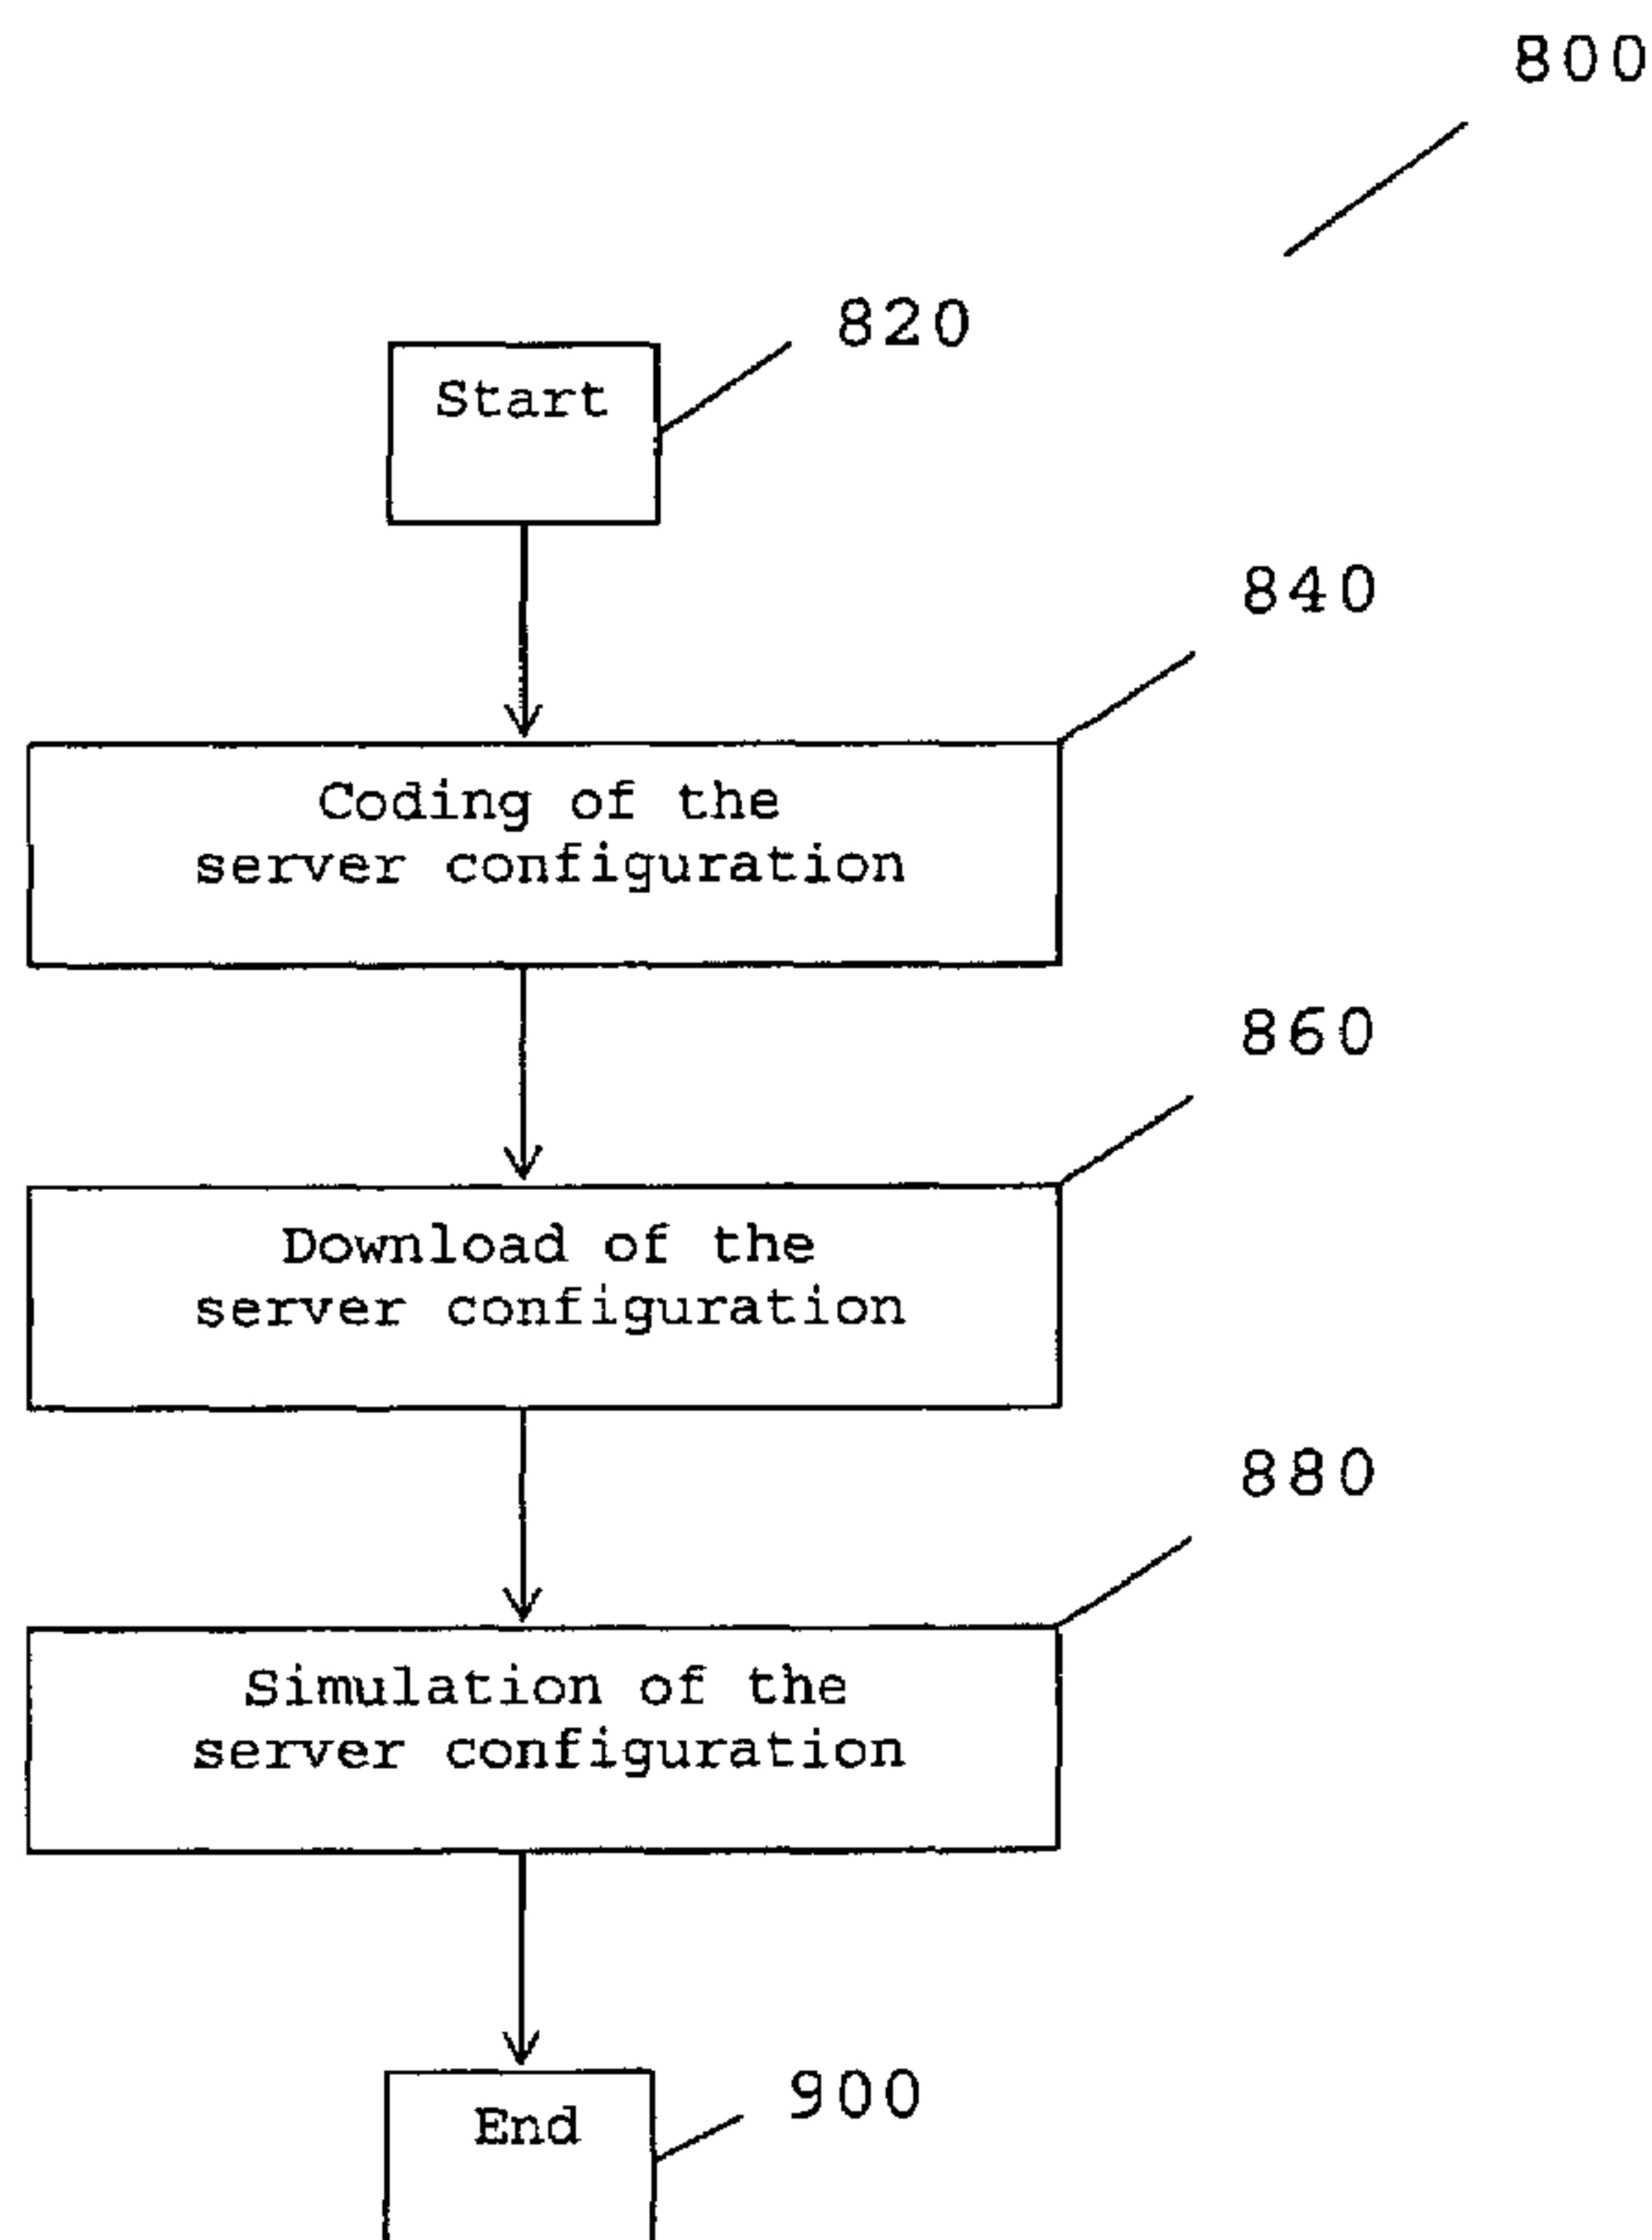 800
820
Start
840
Coding of the
server configuration
860
Download of the
server configuration
880
Simulation of the
server configuration
900
End